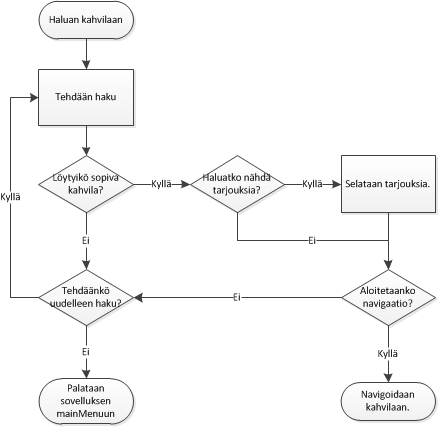 Haluan kahvilaan
Tehdään haku
Löytyikö sopiva
kahvila?
Kyllä
Haluatko nähdä
tarjouksia?
Kyllä
Selataan tarjouksia.
Kyllä
Ei
Ei
Tehdäänkö
uudelleen haku?
Ei
Aloitetaanko
navigaatio?
Ei
Kyllä
Palataan
sovelluksen
mainMenuun
Navigoidaan
kahvilaan.